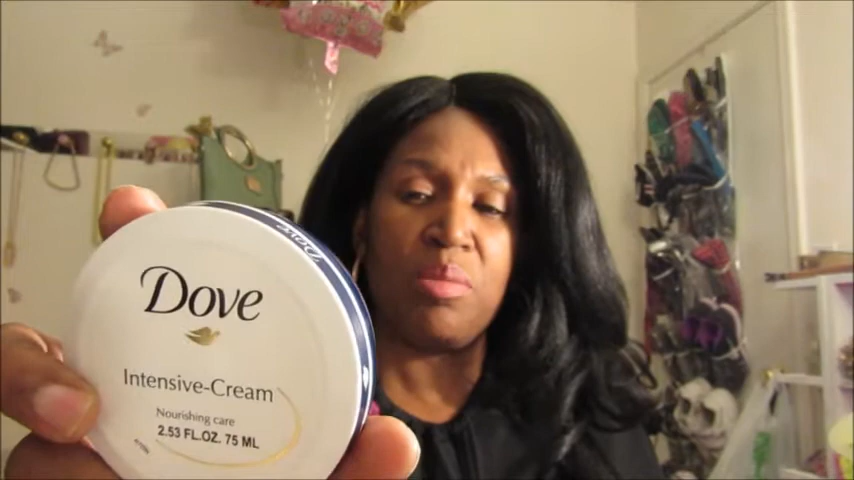 Dove
Dove
Intensive-Cream
Nourishing care
2.53 FL.OZ. 75 ML